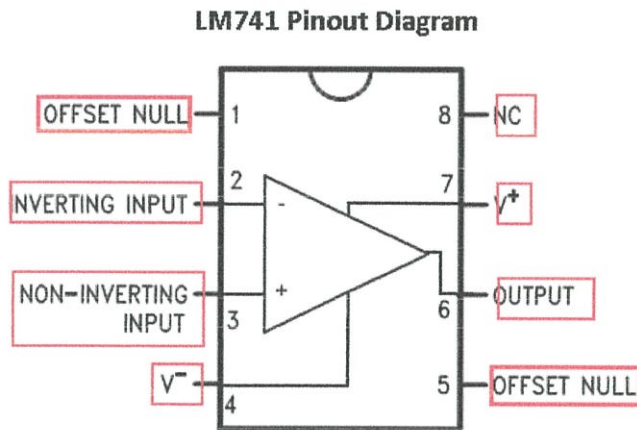 LM741 Pinout Diagram
OFFSET NULL 1 8 NC
2 7
NVERTING INPUT - V+
NON-INVERTING + OUTPUT
INPUT 3 6
V- 5 OFFSET NULL
4